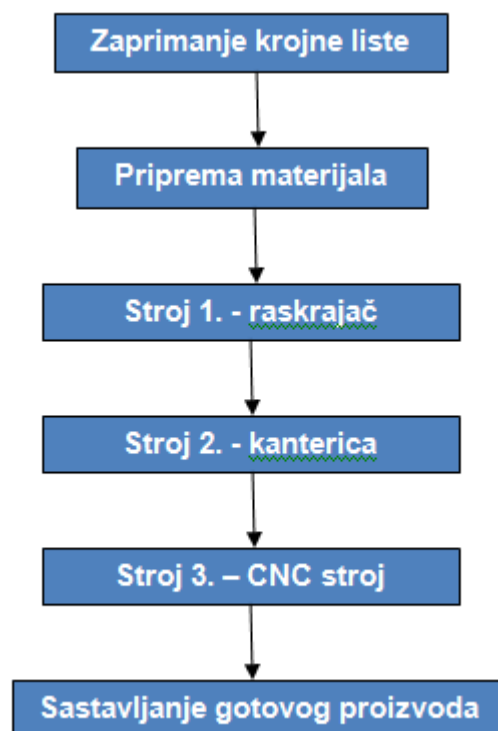 Zaprimanje krojne liste
Priprema materijala
Stroj 1. - raskrajač
Stroj 2. - kanterica
Stroj 3. – CNC stroj
Sastavljanje gotovog proizvoda